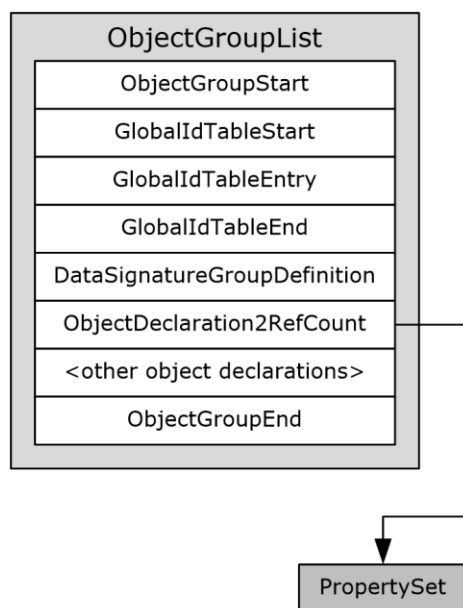 ObjectGroupList
ObjectGroupStart
GlobalIdTableStart
GlobalIdTableEntry
GlobalIdTableEnd
DataSignatureGroupDefinition
ObjectDeclaration2RefCount
<other object declarations>
ObjectGroupEnd
PropertySet